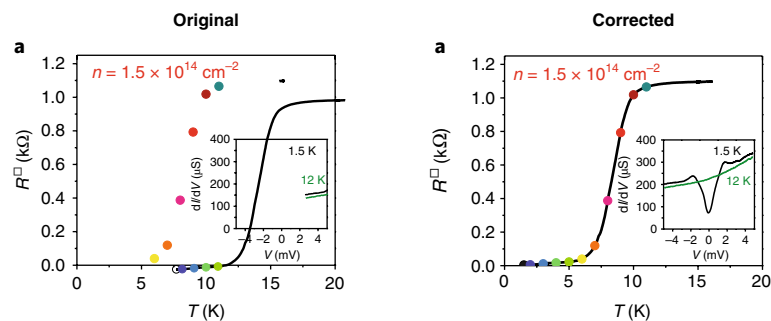 Original
Corrected
a
n = 1.5 × 10¹⁴ cm⁻²
1.2
1.0
0.8
0.6
0.4
0.2
0.0
R□ (kΩ)
0 5 10 15 20
T (K)
400
300
200
100
0
dI/dV (µS)
1.5 K
12 K
−4 −2 0 2 4
V (mV)
a
n = 1.5 × 10¹⁴ cm⁻²
1.2
1.0
0.8
0.6
0.4
0.2
0.0
R□ (kΩ)
0 5 10 15 20
T (K)
400
300
200
100
0
dI/dV (µS)
1.5 K
12 K
−4 −2 0 2 4
V (mV)